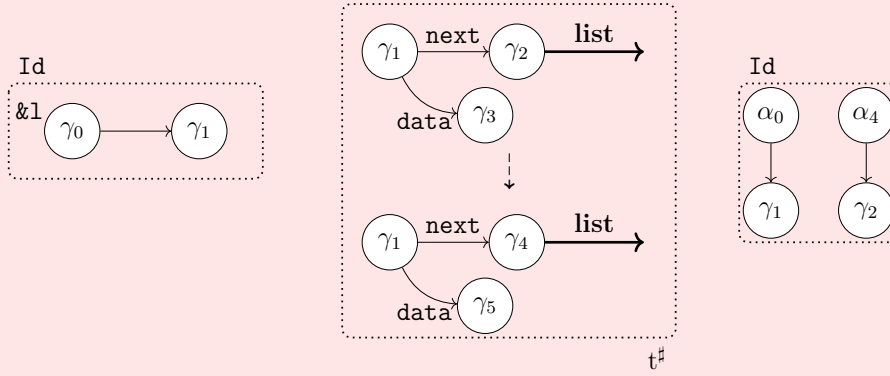 Id
&l γ₀ γ₁
γ₁ next γ₂ list
data γ₃
γ₁ next γ₄ list
data γ₅
t♯
Id
α₀ α₄
γ₁ γ₂